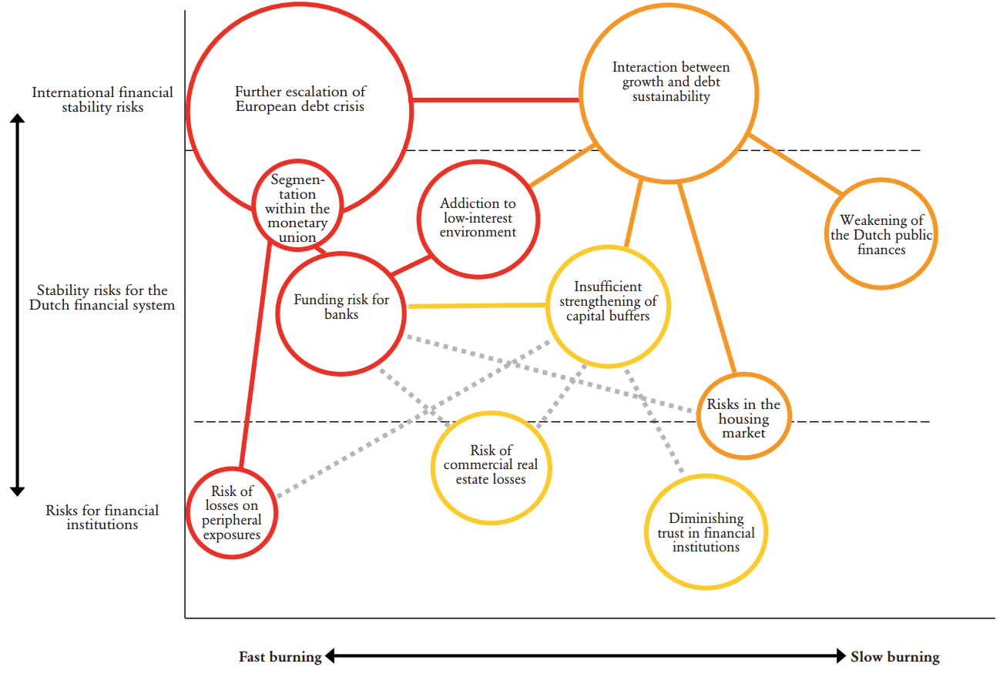 International financial
stability risks
Further escalation of
European debt crisis
Interaction between
growth and debt
sustainability
Segmen-
tation
within the
monetary
union
Addiction to
low-interest
environment
Weakening of
the Dutch public
finances
Stability risks for the
Dutch financial system
Funding risk for
banks
Insufficient
strengthening of
capital buffers
Risks in the
housing
market
Risks for financial
institutions
Risk of
losses on
peripheral
exposures
Risk of
commercial real
estate losses
Diminishing
trust in financial
institutions
Fast burning
Slow burning